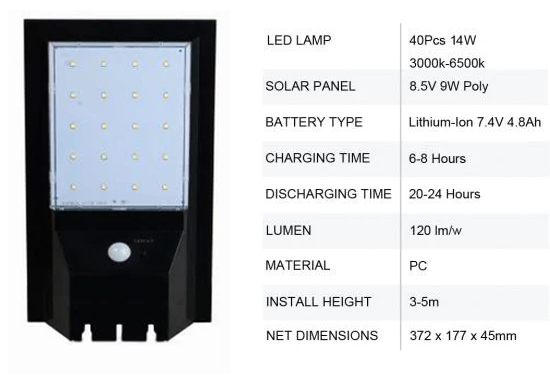 LED LAMP 40Pcs 14W
3000k-6500k
SOLAR PANEL 8.5V 9W Poly
BATTERY TYPE Lithium-Ion 7.4V 4.8Ah
CHARGING TIME 6-8 Hours
DISCHARGING TIME 20-24 Hours
LUMEN 120 lm/w
MATERIAL PC
INSTALL HEIGHT 3-5m
NET DIMENSIONS 372 x 177 x 45mm